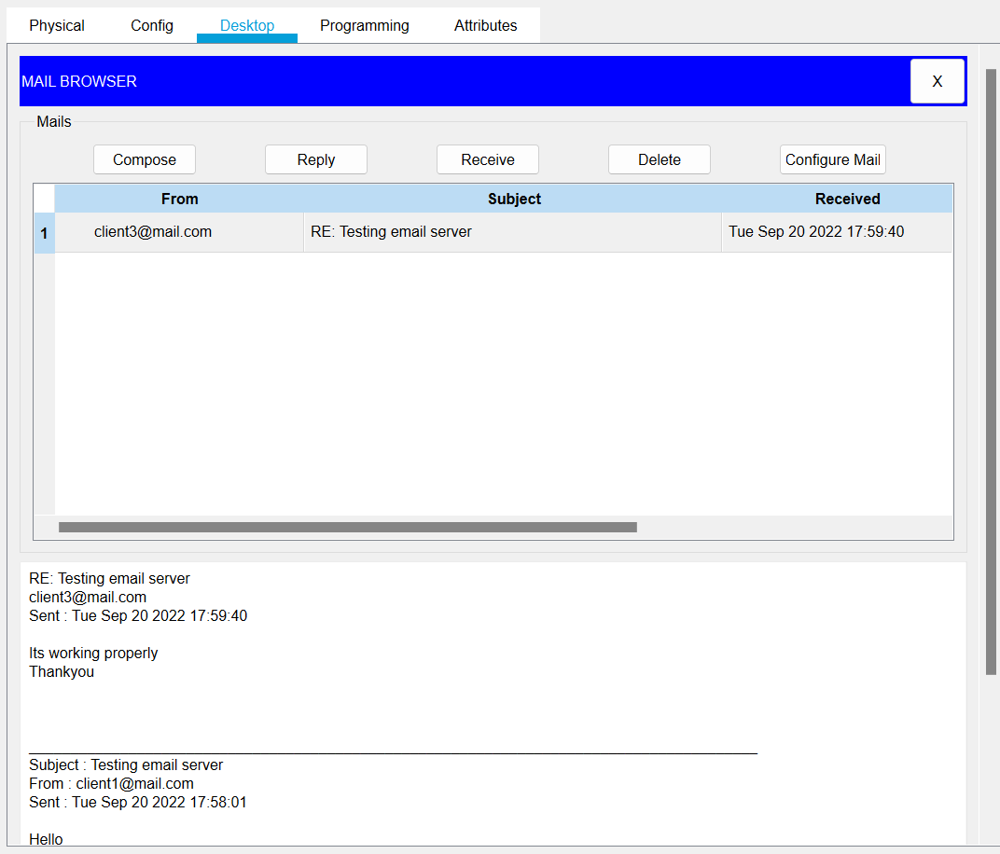 Physical Config Desktop Programming Attributes
MAIL BROWSER X
Mails
Compose Reply Receive Delete Configure Mail
From Subject Received
1 client3@mail.com RE: Testing email server Tue Sep 20 2022 17:59:40
RE: Testing email server
client3@mail.com
Sent : Tue Sep 20 2022 17:59:40
Its working properly
Thankyou
Subject : Testing email server
From : client1@mail.com
Sent : Tue Sep 20 2022 17:58:01
Hello